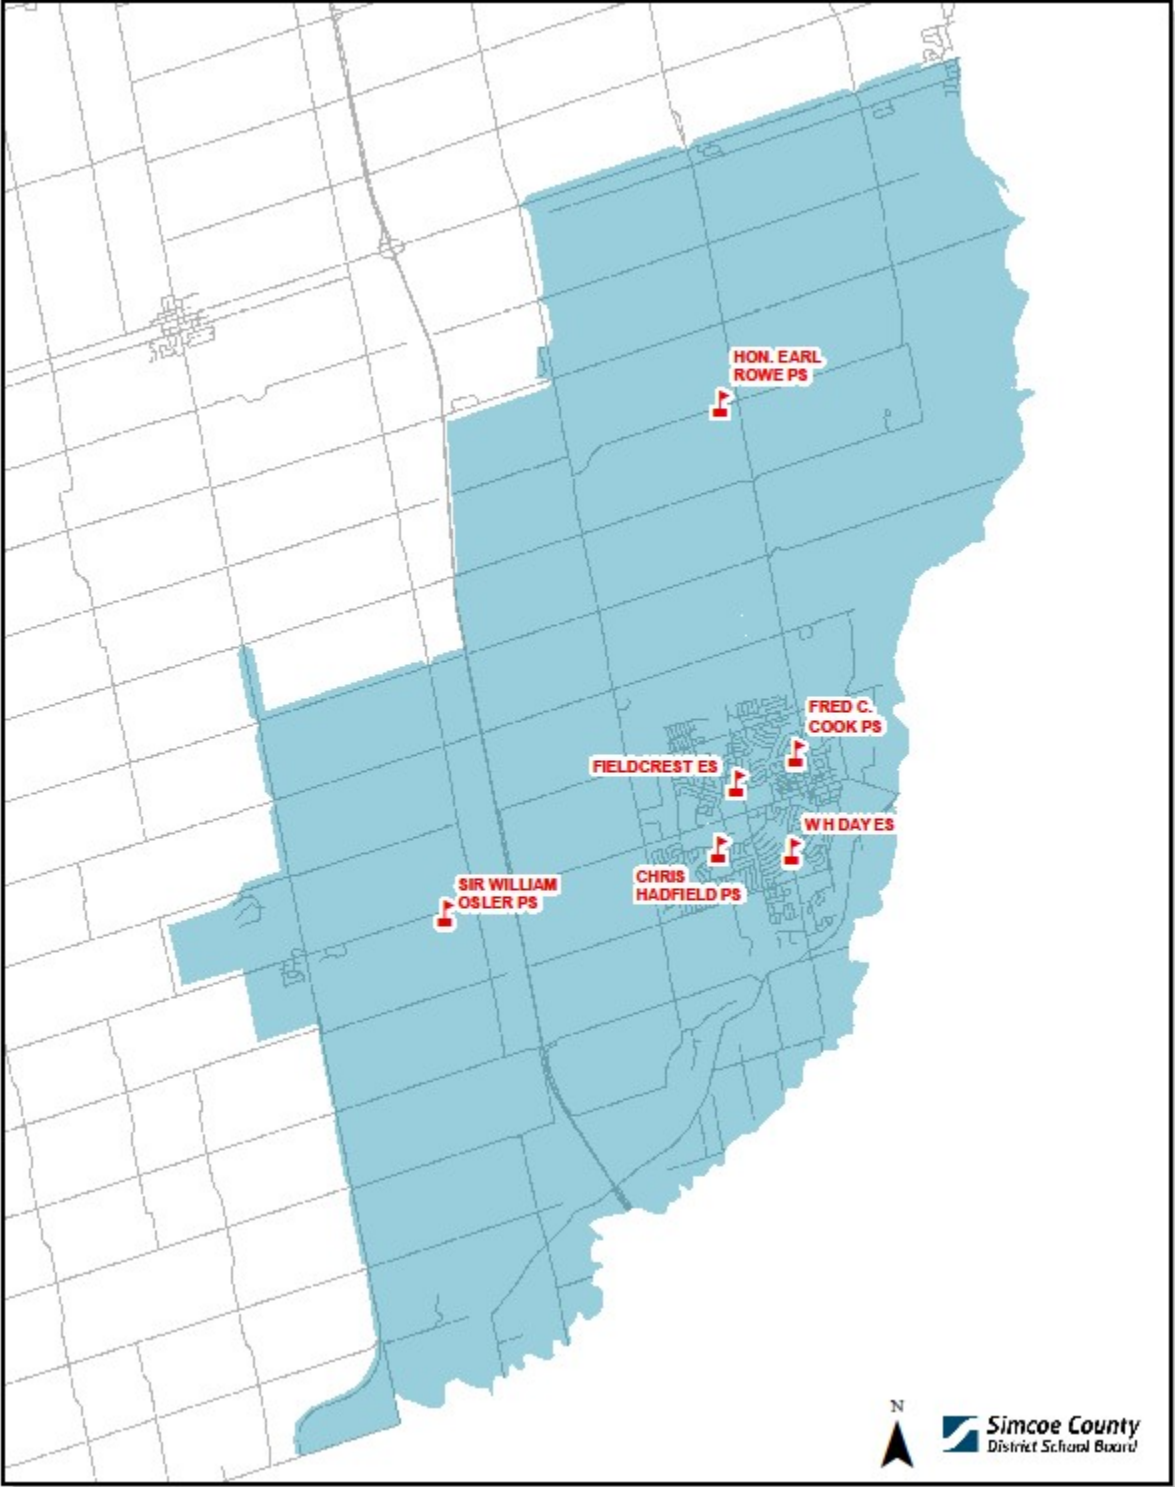 HON. EARL
ROWE PS
FRED C.
COOK PS
FIELDCREST ES
W H DAY ES
CHRIS
HADFIELD PS
SIR WILLIAM
OSLER PS
N
Simcoe County
District School Board